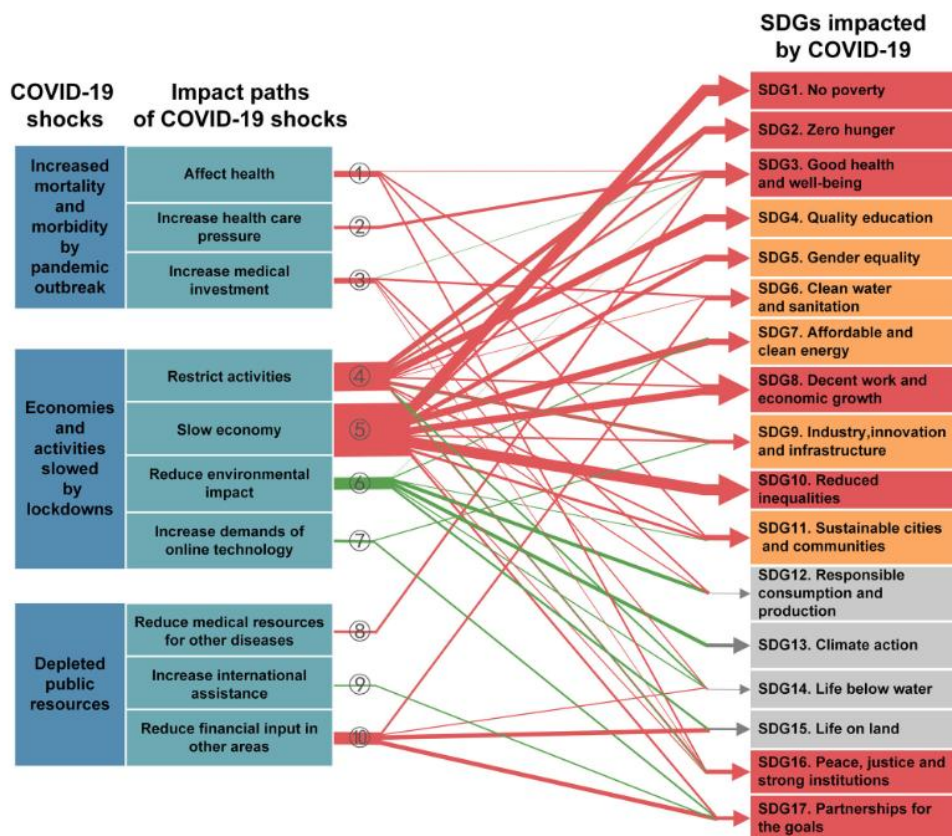 COVID-19
shocks
Impact paths
of COVID-19 shocks
SDGs impacted
by COVID-19
Increased
mortality
and
morbidity
by
pandemic
outbreak
Affect health
①
Increase health care
pressure
②
Increase medical
investment
③
Economies
and
activities
slowed
by
lockdowns
Restrict activities
④
Slow economy
⑤
Reduce environmental
impact
⑥
Increase demands of
online technology
⑦
Depleted
public
resources
Reduce medical resources
for other diseases
⑧
Increase international
assistance
⑨
Reduce financial input in
other areas
⑩
SDG1. No poverty
SDG2. Zero hunger
SDG3. Good health
and well-being
SDG4. Quality education
SDG5. Gender equality
SDG6. Clean water
and sanitation
SDG7. Affordable and
clean energy
SDG8. Decent work and
economic growth
SDG9. Industry,innovation
and infrastructure
SDG10. Reduced
inequalities
SDG11. Sustainable cities
and communities
SDG12. Responsible
consumption and
production
SDG13. Climate action
SDG14. Life below water
SDG15. Life on land
SDG16. Peace, justice and
strong institutions
SDG17. Partnerships for
the goals